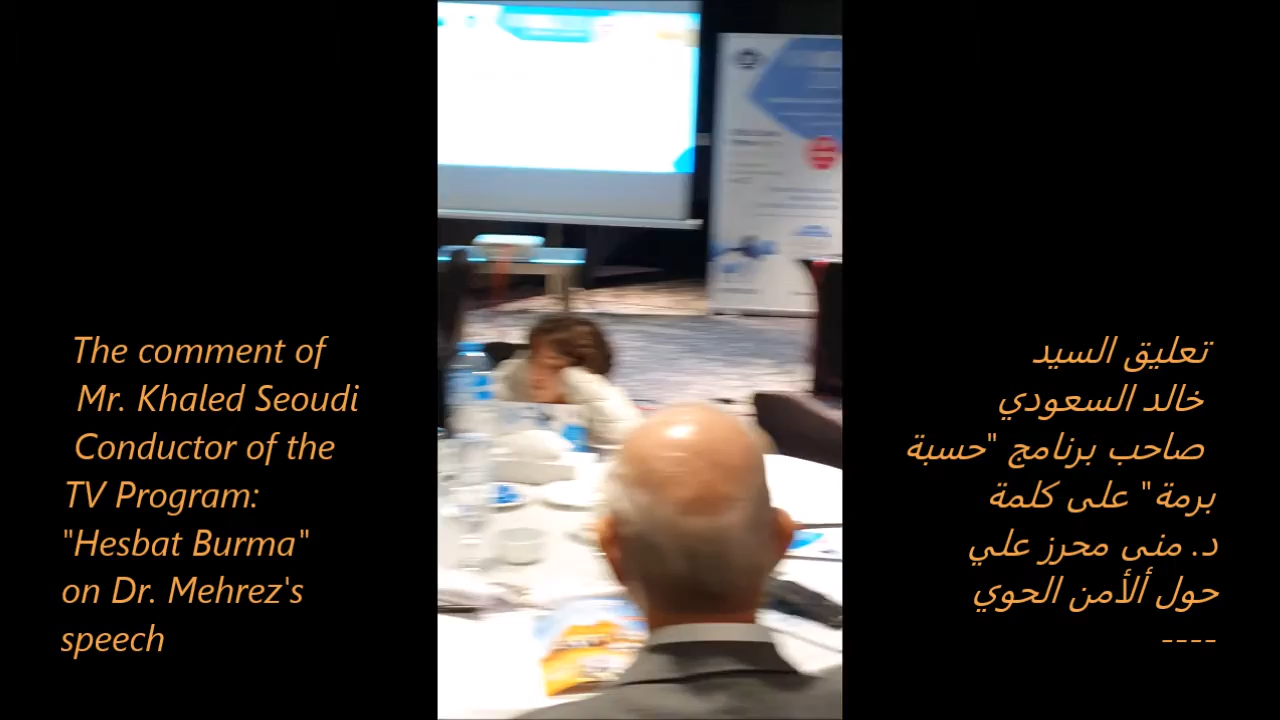 The comment of
Mr. Khaled Seoudi
Conductor of the
TV Program:
"Hesbat Burma"
on Dr. Mehrez's
speech
تعليق السيد
خالد السعودي
صاحب برنامج "حسبة
برمة" على كلمة
د. منى محرز علي
حول ألأمن الحوي
----